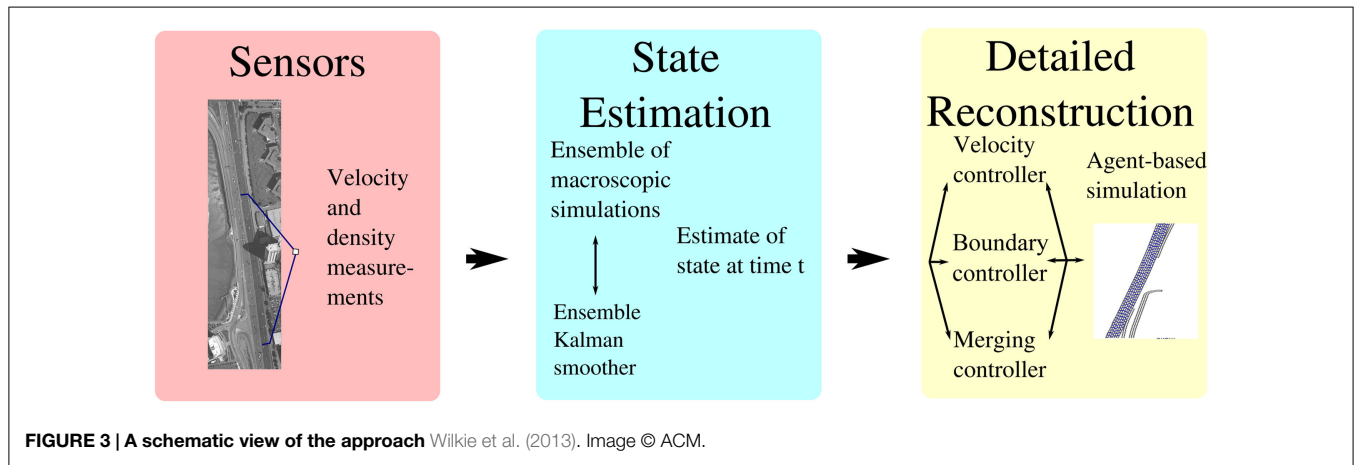 Sensors
Velocity
and
density
measure-
ments
State
Estimation
Ensemble of
macroscopic
simulations
Estimate of
state at time t
Ensemble
Kalman
smoother
Detailed
Reconstruction
Velocity
controller
Boundary
controller
Merging
controller
Agent-based
simulation
FIGURE 3 | A schematic view of the approach Wilkie et al. (2013). Image © ACM.